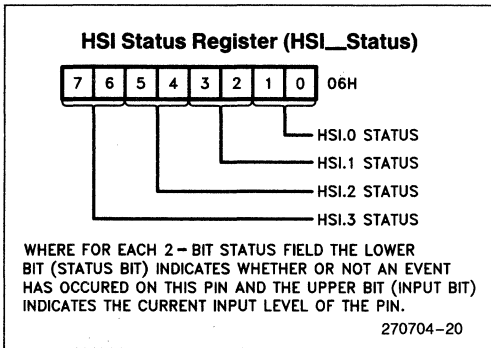 HSI Status Register (HSI__Status)
7 6 5 4 3 2 1 0 06H
HSI.0 STATUS
HSI.1 STATUS
HSI.2 STATUS
HSI.3 STATUS
WHERE FOR EACH 2-BIT STATUS FIELD THE LOWER
BIT (STATUS BIT) INDICATES WHETHER OR NOT AN EVENT
HAS OCCURED ON THIS PIN AND THE UPPER BIT (INPUT BIT)
INDICATES THE CURRENT INPUT LEVEL OF THE PIN.
270704-20